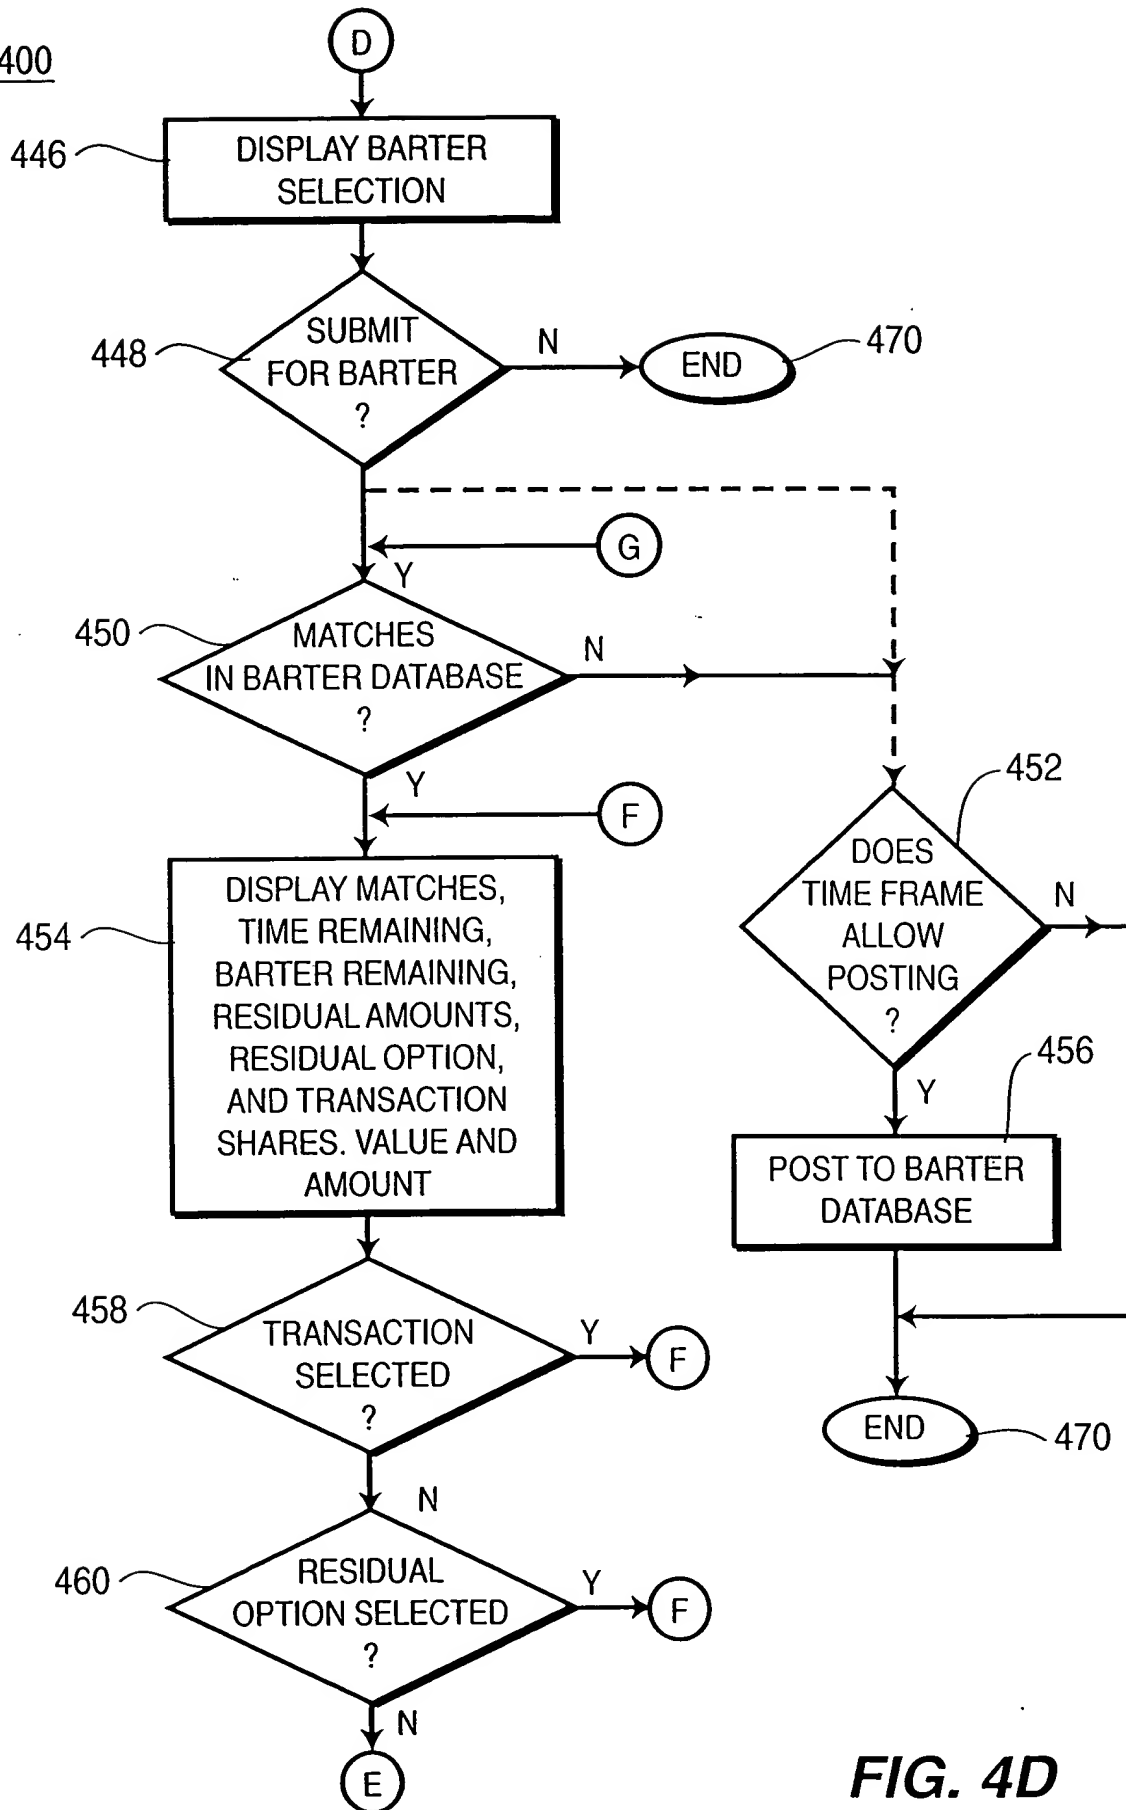 400
D
446
DISPLAY BARTER
SELECTION
448
SUBMIT
FOR BARTER
?
N
END
470
G
Y
450
MATCHES
IN BARTER DATABASE
?
N
Y
F
452
DOES
TIME FRAME
ALLOW
POSTING
?
N
454
DISPLAY MATCHES,
TIME REMAINING,
BARTER REMAINING,
RESIDUAL AMOUNTS,
RESIDUAL OPTION,
AND TRANSACTION
SHARES. VALUE AND
AMOUNT
Y
456
POST TO BARTER
DATABASE
458
TRANSACTION
SELECTED
?
Y
F
END
470
N
460
RESIDUAL
OPTION SELECTED
?
Y
F
N
E
FIG. 4D